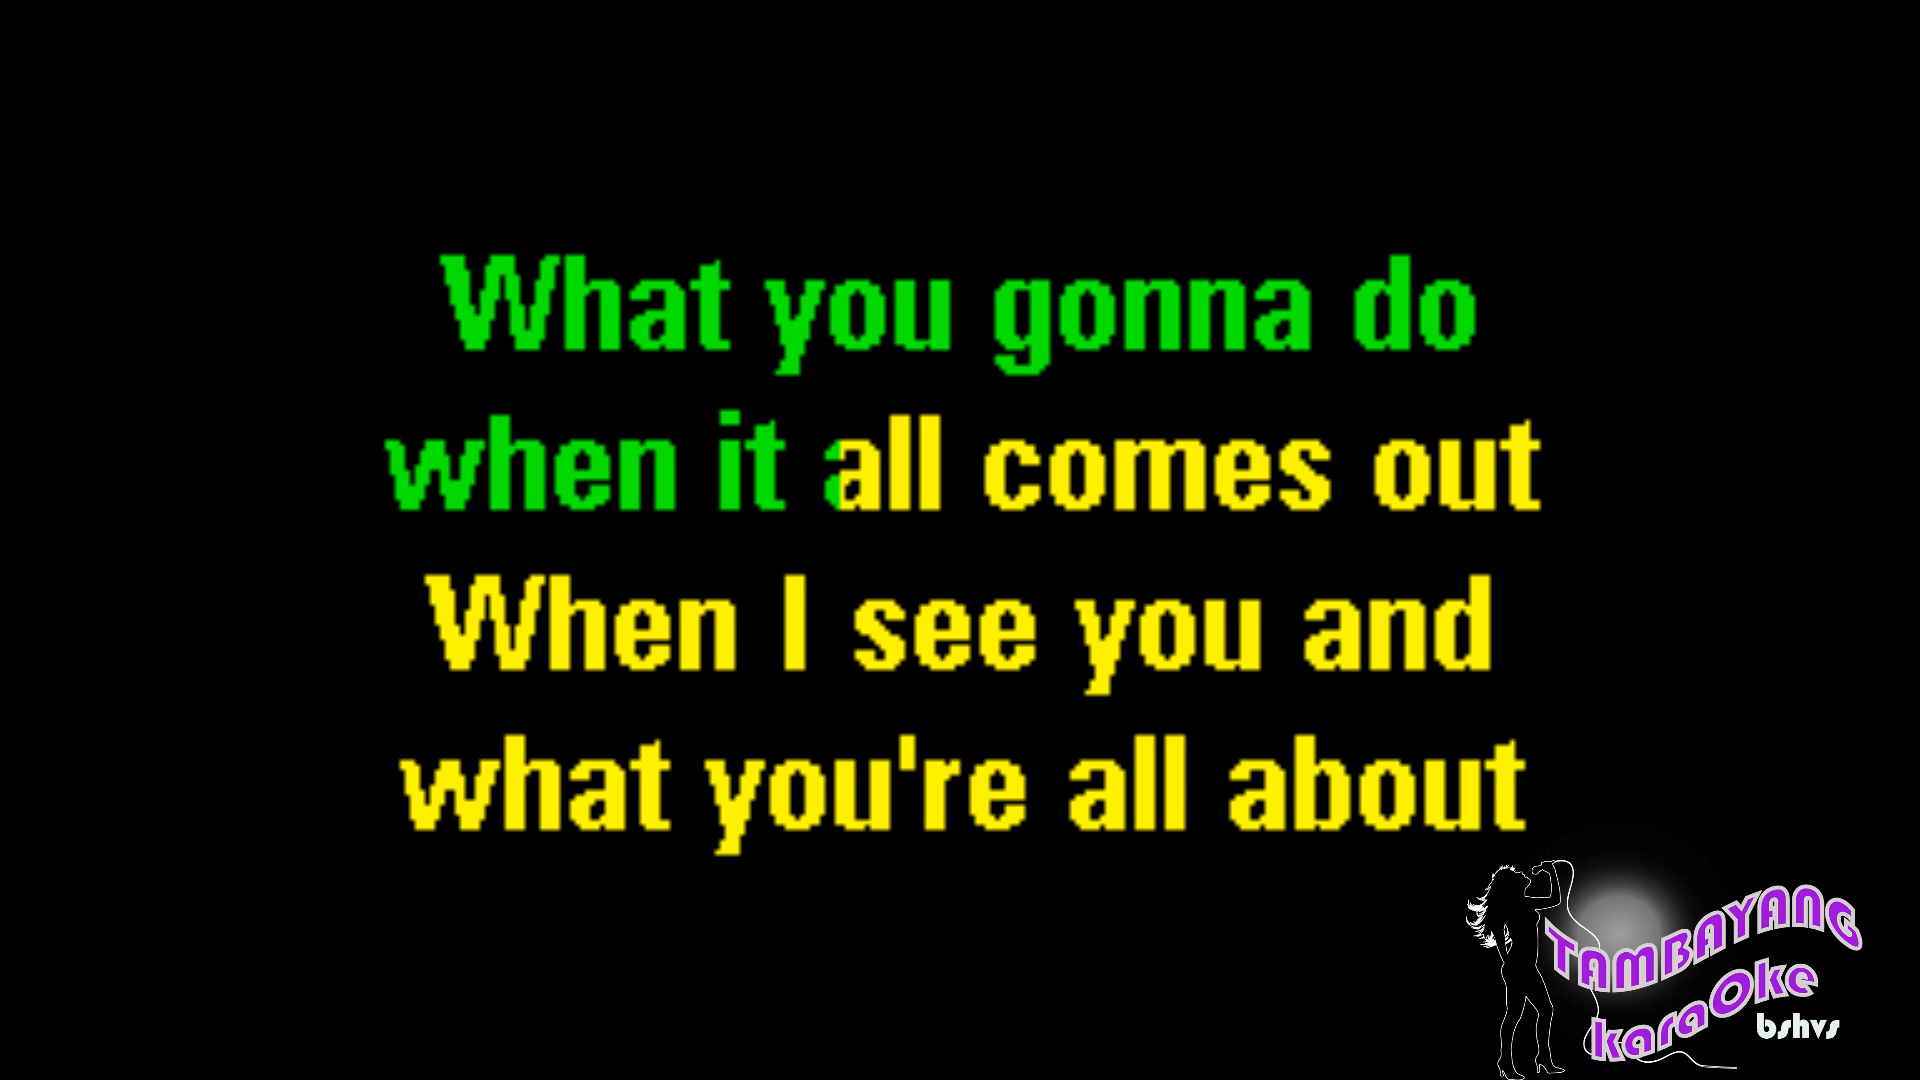 What you gonna do
when it all comes out
When I see you and
what you're all about
TAMBAYANG
karaOke
bshvs